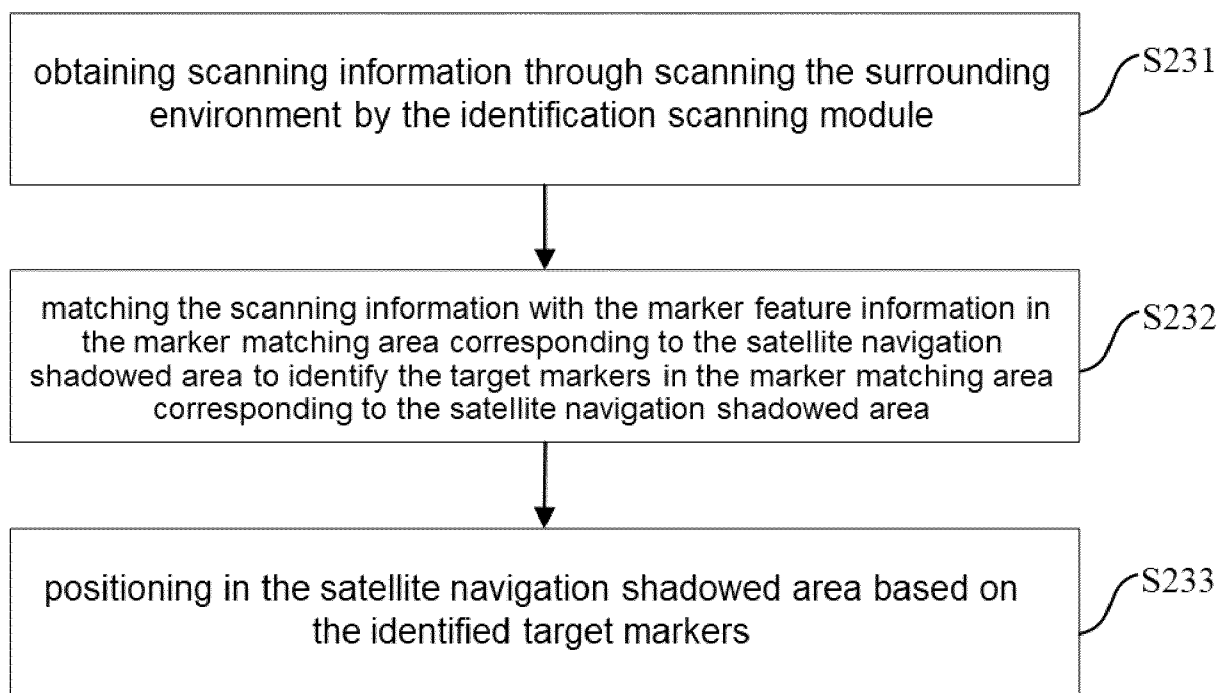 obtaining scanning information through scanning the surrounding
environment by the identification scanning module
S231
matching the scanning information with the marker feature information in
the marker matching area corresponding to the satellite navigation
shadowed area to identify the target markers in the marker matching area
corresponding to the satellite navigation shadowed area
S232
positioning in the satellite navigation shadowed area based on
the identified target markers
S233